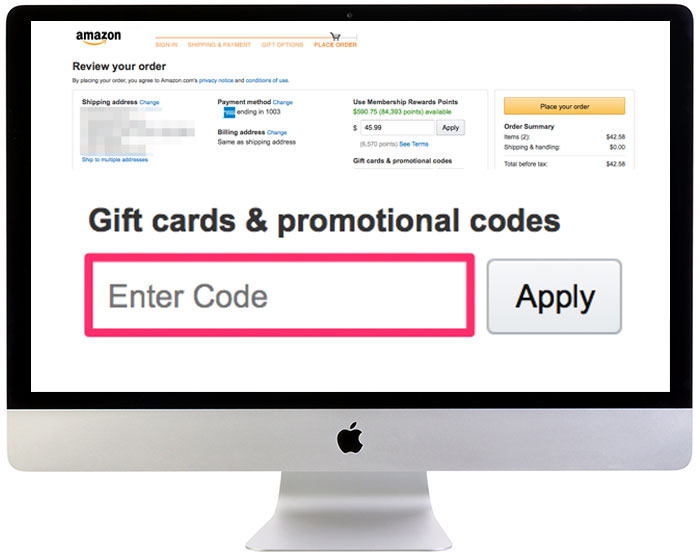 amazon
SIGN IN SHIPPING & PAYMENT GIFT OPTIONS PLACE ORDER
Review your order
By placing your order, you agree to Amazon.com's privacy notice and conditions of use.
Shipping address Change
Ship to multiple addresses
Payment method Change
ending in 1003
Billing address Change
Same as shipping address
Use Membership Rewards Points
$590.75 (84,393 points) available
$ 45.99 Apply
(6,570 points) See Terms
Gift cards & promotional codes
Place your order
Order Summary
Items (2): $42.58
Shipping & handling: $0.00
Total before tax: $42.58
Gift cards & promotional codes
Enter Code Apply